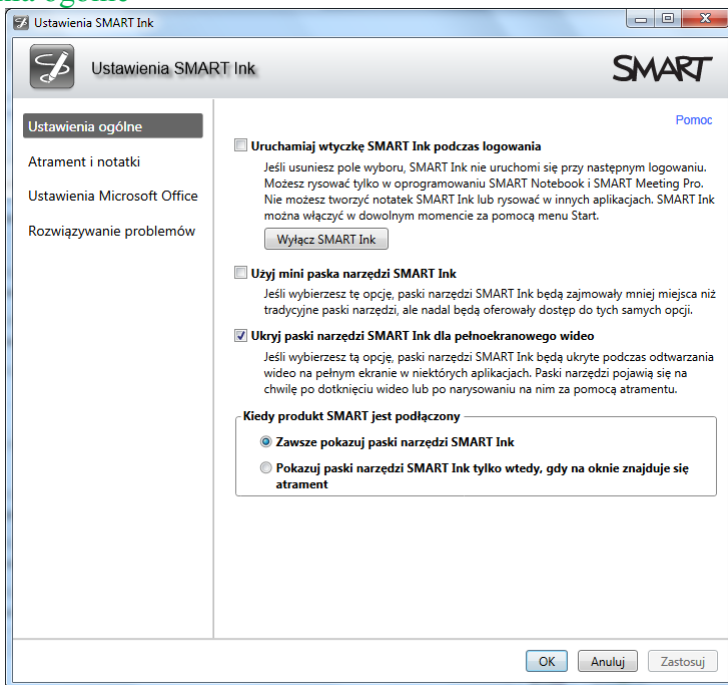 ogólne
Ustawienia SMART Ink
Ustawienia SMART Ink
SMART
Ustawienia ogólne
Atrament i notatki
Ustawienia Microsoft Office
Rozwiązywanie problemów
Pomoc
Uruchamiaj wtyczkę SMART Ink podczas logowania
Jeśli usuniesz pole wyboru, SMART Ink nie uruchomi się przy następnym logowaniu.
Możesz rysować tylko w oprogramowaniu SMART Notebook i SMART Meeting Pro.
Nie możesz tworzyć notatek SMART Ink lub rysować w innych aplikacjach. SMART Ink
można włączyć w dowolnym momencie za pomocą menu Start.
Wyłącz SMART Ink
Użyj mini paska narzędzi SMART Ink
Jeśli wybierzesz tę opcję, paski narzędzi SMART Ink będą zajmowały mniej miejsca niż
tradycyjne paski narzędzi, ale nadal będą oferowały dostęp do tych samych opcji.
Ukryj paski narzędzi SMART Ink dla pełnoekranowego wideo
Jeśli wybierzesz tą opcję, paski narzędzi SMART Ink będą ukryte podczas odtwarzania
wideo na pełnym ekranie w niektórych aplikacjach. Paski narzędzi pojawią się na
chwilę po dotknięciu wideo lub po narysowaniu na nim za pomocą atramentu.
Kiedy produkt SMART jest podłączony
Zawsze pokazuj paski narzędzi SMART Ink
Pokazuj paski narzędzi SMART Ink tylko wtedy, gdy na oknie znajduje się
atrament
OK
Anuluj
Zastosuj